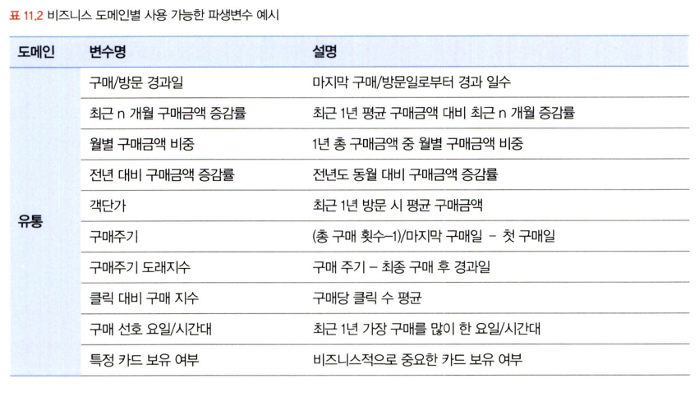 표 11.2 비즈니스 도메인별 사용 가능한 파생변수 예시
도메인 변수명 설명
구매/방문 경과일 마지막 구매/방문일로부터 경과 일수
최근 n 개월 구매금액 증감률 최근 1년 평균 구매금액 대비 최근 n 개월 증감률
월별 구매금액 비중 1년 총 구매금액 중 월별 구매금액 비중
전년 대비 구매금액 증감률 전년도 동월 대비 구매금액 증감률
유통 객단가 최근 1년 방문 시 평균 구매금액
구매주기 (총 구매 횟수–1)/마지막 구매일 – 첫 구매일
구매주기 도래지수 구매 주기 – 최종 구매 후 경과일
클릭 대비 구매 지수 구매당 클릭 수 평균
구매 선호 요일/시간대 최근 1년 가장 구매를 많이 한 요일/시간대
특정 카드 보유 여부 비즈니스적으로 중요한 카드 보유 여부